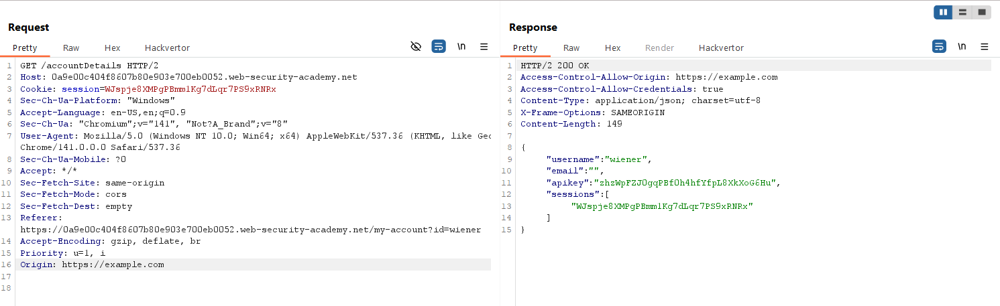 Request
Pretty Raw Hex Hackvertor \n
1 GET /accountDetails HTTP/2
2 Host: 0a9e00c404f8607b80e903e700eb0052.web-security-academy.net
3 Cookie: session=WJspje8XMPgPBmm1Kg7dLqr7PS9xRNRx
4 Sec-Ch-Ua-Platform: "Windows"
5 Accept-Language: en-US,en;q=0.9
6 Sec-Ch-Ua: "Chromium";v="141", "Not?A_Brand";v="8"
7 User-Agent: Mozilla/5.0 (Windows NT 10.0; Win64; x64) AppleWebKit/537.36 (KHTML, like Gec
Chrome/141.0.0.0 Safari/537.36
8 Sec-Ch-Ua-Mobile: ?0
9 Accept: */*
10 Sec-Fetch-Site: same-origin
11 Sec-Fetch-Mode: cors
12 Sec-Fetch-Dest: empty
13 Referer:
https://0a9e00c404f8607b80e903e700eb0052.web-security-academy.net/my-account?id=wiener
14 Accept-Encoding: gzip, deflate, br
15 Priority: u=1, i
16 Origin: https://example.com
17
18
Response
Pretty Raw Hex Render Hackvertor \n
1 HTTP/2 200 OK
2 Access-Control-Allow-Origin: https://example.com
3 Access-Control-Allow-Credentials: true
4 Content-Type: application/json; charset=utf-8
5 X-Frame-Options: SAMEORIGIN
6 Content-Length: 149
7
8 {
9 "username":"wiener",
10 "email":"",
11 "apikey":"zhzWpFZJ0gqPBf0h4hfYfpL8XkXoG6Hu",
12 "sessions":[
13 "WJspje8XMPgPBmm1Kg7dLqr7PS9xRNRx"
14 ]
15 }